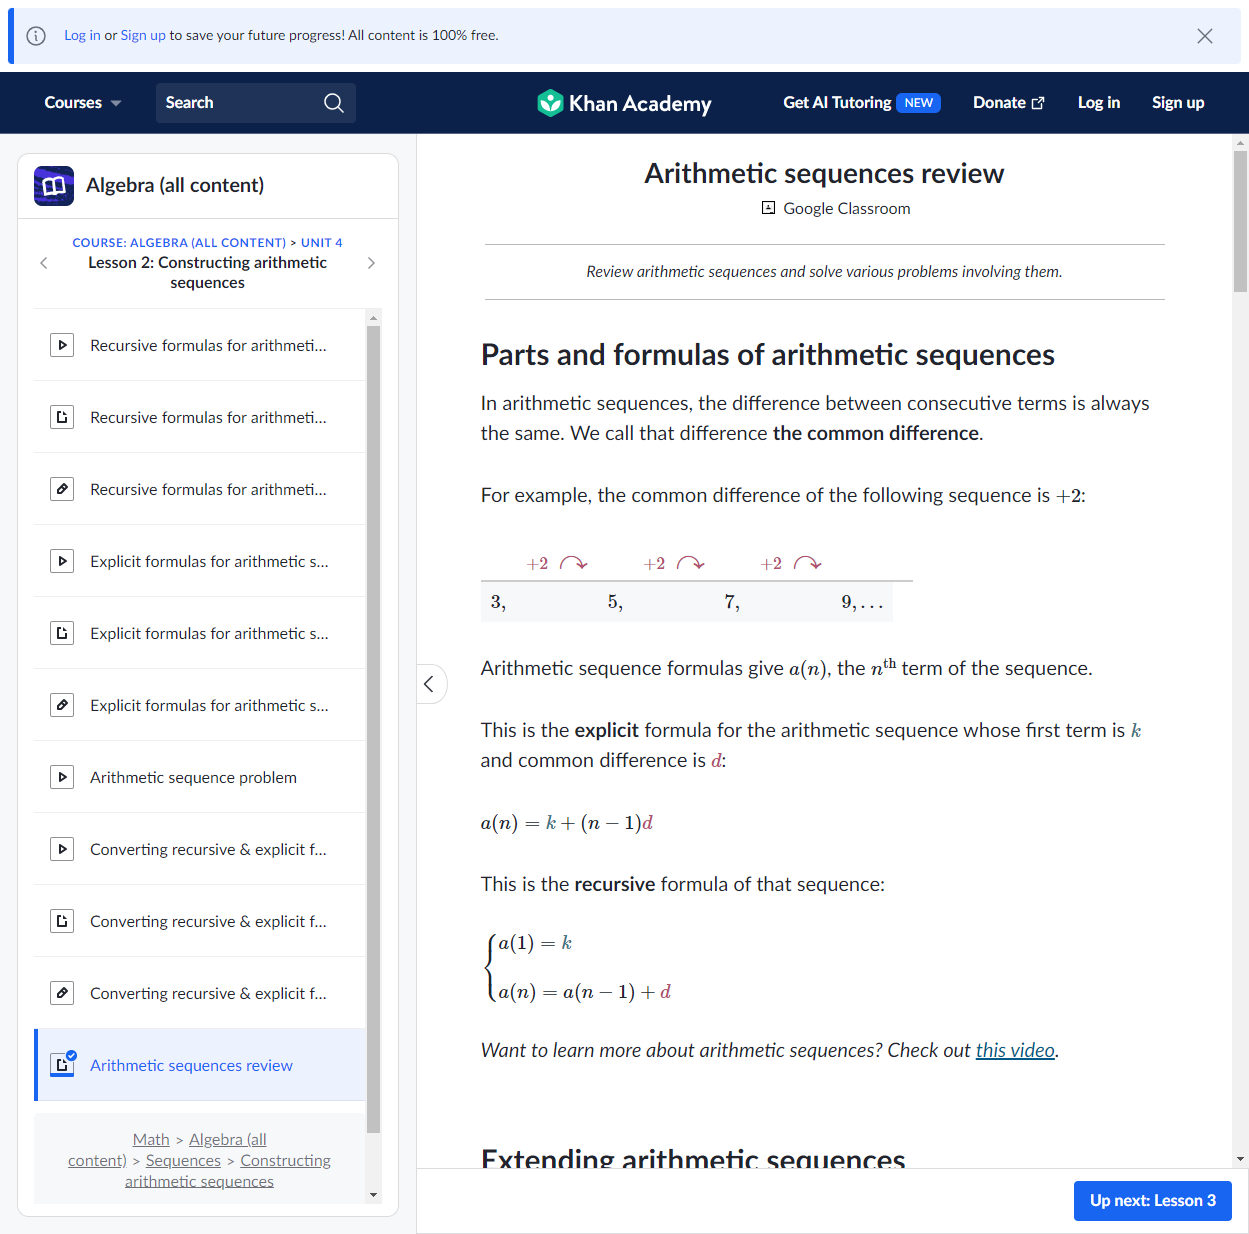 Log in or Sign up to save your future progress! All content is 100% free.
Courses
Search
Khan Academy
Get AI Tutoring NEW
Donate
Log in
Sign up
Algebra (all content)
COURSE: ALGEBRA (ALL CONTENT) > UNIT 4
Lesson 2: Constructing arithmetic
sequences
Recursive formulas for arithmeti...
Recursive formulas for arithmeti...
Recursive formulas for arithmeti...
Explicit formulas for arithmetic s...
Explicit formulas for arithmetic s...
Explicit formulas for arithmetic s...
Arithmetic sequence problem
Converting recursive & explicit f...
Converting recursive & explicit f...
Converting recursive & explicit f...
Arithmetic sequences review
Math > Algebra (all
content) > Sequences > Constructing
arithmetic sequences
Arithmetic sequences review
Google Classroom
Review arithmetic sequences and solve various problems involving them.
Parts and formulas of arithmetic sequences
In arithmetic sequences, the difference between consecutive terms is always
the same. We call that difference the common difference.
For example, the common difference of the following sequence is +2:
+2 +2 +2
3, 5, 7, 9, ...
Arithmetic sequence formulas give a(n), the nᵗʰ term of the sequence.
This is the explicit formula for the arithmetic sequence whose first term is k
and common difference is d:
a(n) = k + (n − 1)d
This is the recursive formula of that sequence:
a(1) = k
a(n) = a(n − 1) + d
Want to learn more about arithmetic sequences? Check out this video.
Extending arithmetic sequences
Up next: Lesson 3